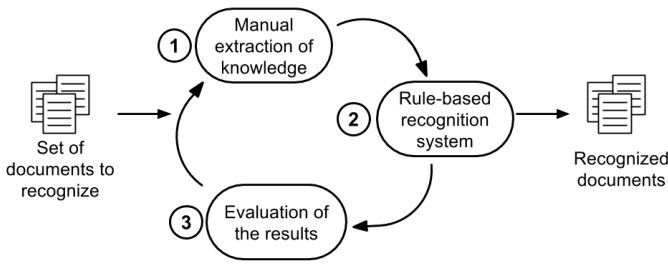 1
Manual
extraction of
knowledge
2
Rule-based
recognition
system
Set of
documents to
recognize
Recognized
documents
3
Evaluation of
the results